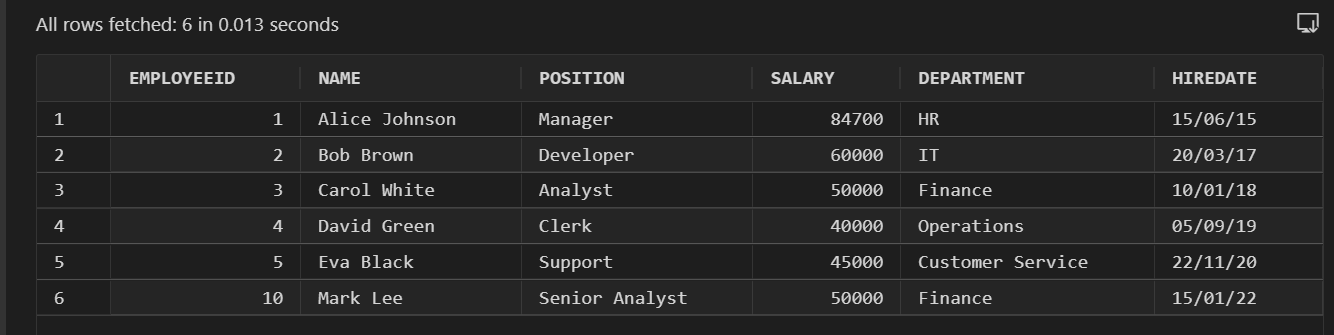 All rows fetched: 6 in 0.013 seconds
EMPLOYEEID NAME POSITION SALARY DEPARTMENT HIREDATE
1 1 Alice Johnson Manager 84700 HR 15/06/15
2 2 Bob Brown Developer 60000 IT 20/03/17
3 3 Carol White Analyst 50000 Finance 10/01/18
4 4 David Green Clerk 40000 Operations 05/09/19
5 5 Eva Black Support 45000 Customer Service 22/11/20
6 10 Mark Lee Senior Analyst 50000 Finance 15/01/22